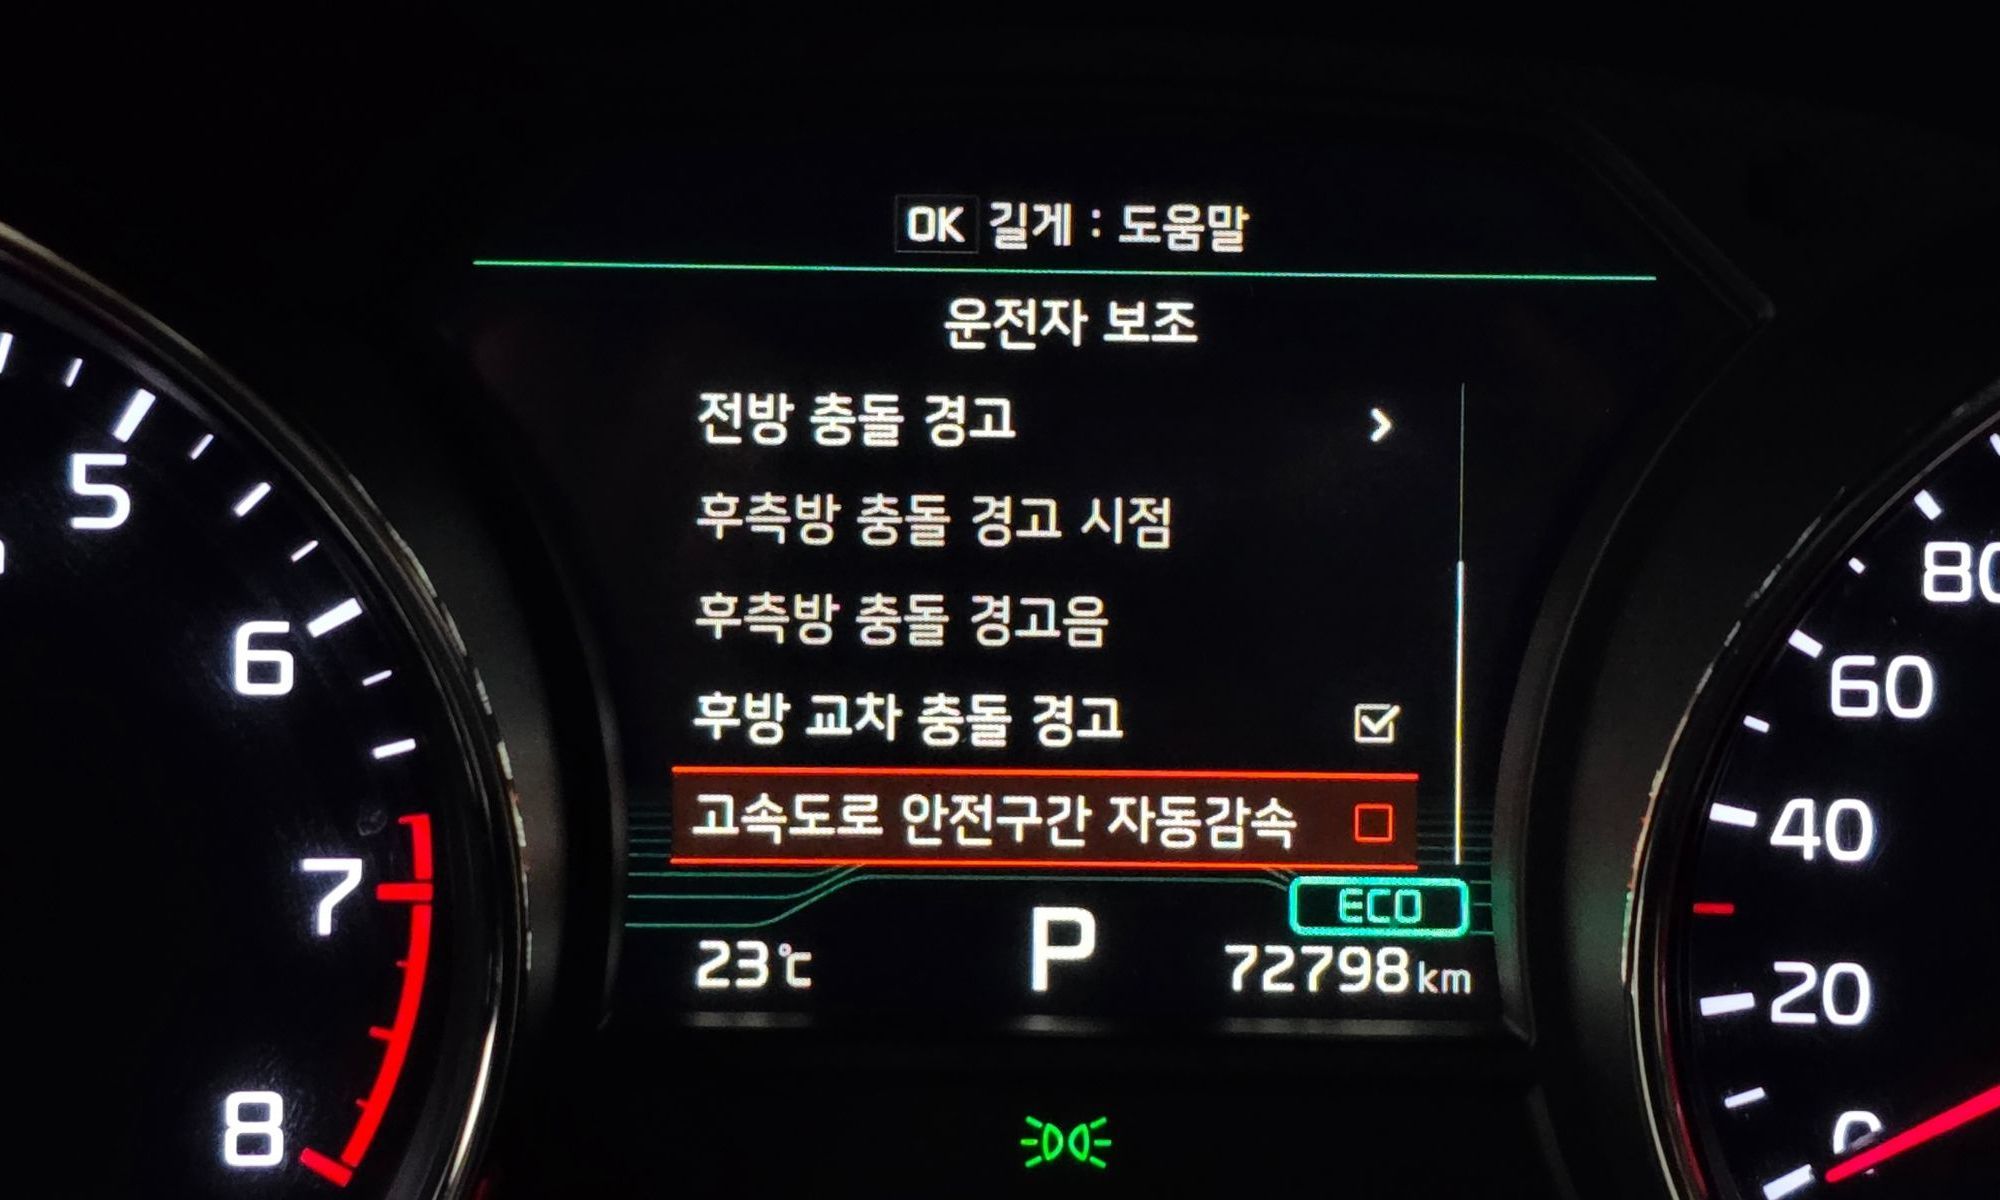 OK 길게 : 도움말
운전자 보조
전방 충돌 경고 >
후측방 충돌 경고 시점
후측방 충돌 경고음
후방 교차 충돌 경고
고속도로 안전구간 자동감속
ECO
23℃ P 72798 km
5
6
7
8
80
60
40
20
0